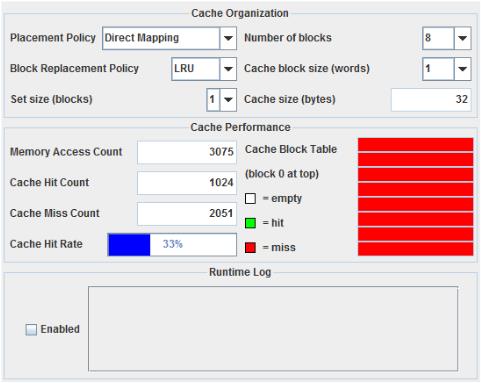 Cache Organization
Placement Policy Direct Mapping Number of blocks 8
Block Replacement Policy LRU Cache block size (words) 1
Set size (blocks) 1 Cache size (bytes) 32
Cache Performance
Memory Access Count 3075 Cache Block Table
(block 0 at top)
Cache Hit Count 1024
= empty
Cache Miss Count 2051
= hit
Cache Hit Rate 33%
= miss
Runtime Log
Enabled